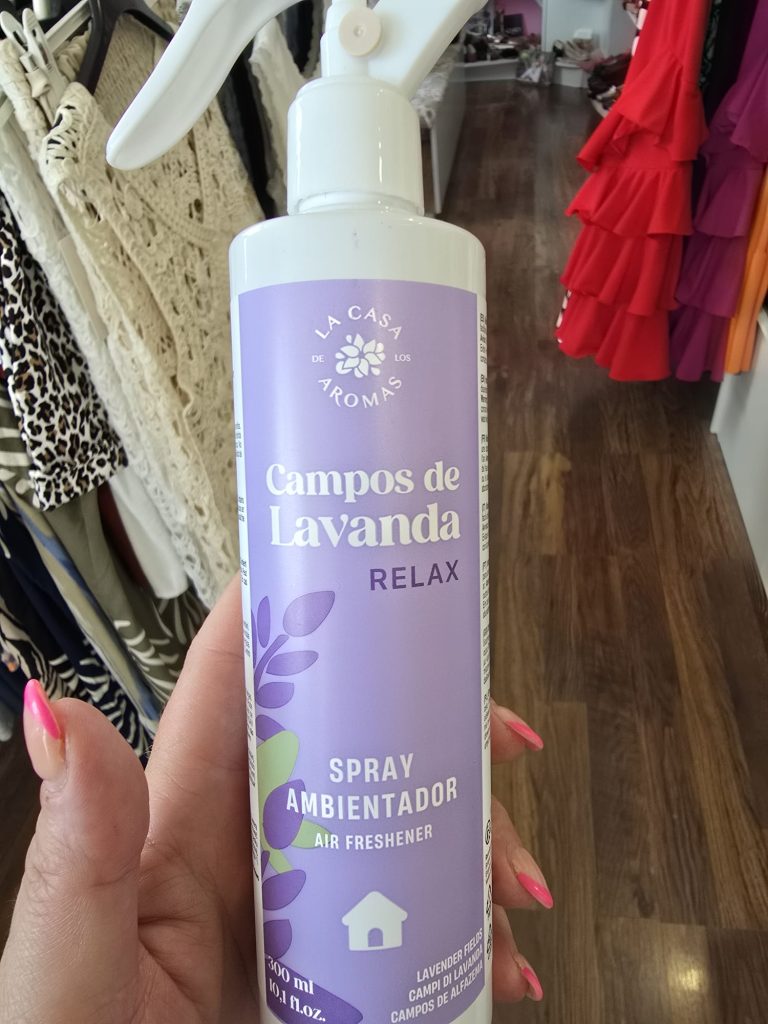 LA CASA
DE LOS
AROMAS
Campos de
Lavanda
RELAX
SPRAY
AMBIENTADOR
AIR FRESHENER
300 ml
10,1 fl.oz.
LAVENDER FIELDS
CAMPI DI LAVANDA
CAMPOS DE ALFAZEMA